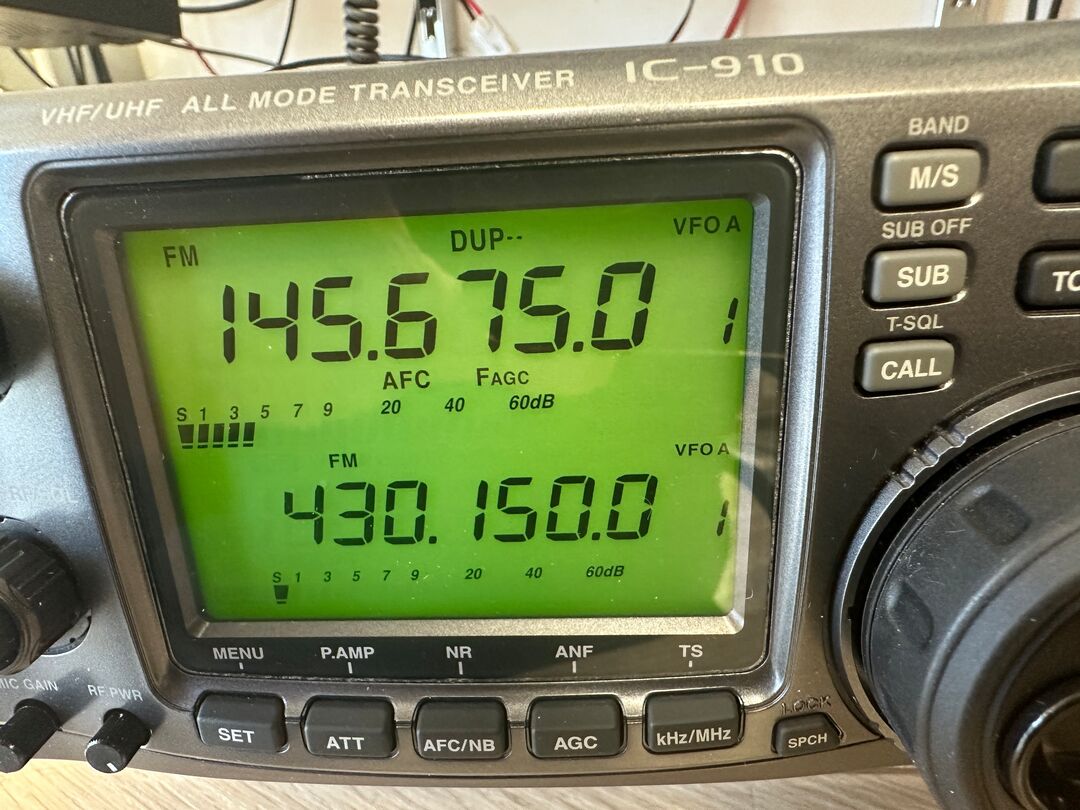 VHF/UHF ALL MODE TRANSCEIVER IC-910
BAND
M/S
SUB OFF
SUB
T-SQL
CALL
FM DUP-- VFO A
145.675.0 1
AFC FAGC
S 1 3 5 7 9 20 40 60dB
FM VFO A
430.150.0 1
S 1 3 5 7 9 20 40 60dB
MENU P.AMP NR ANF TS
MIC GAIN RF PWR
SET ATT AFC/NB AGC kHz/MHz
LOCK
SPCH